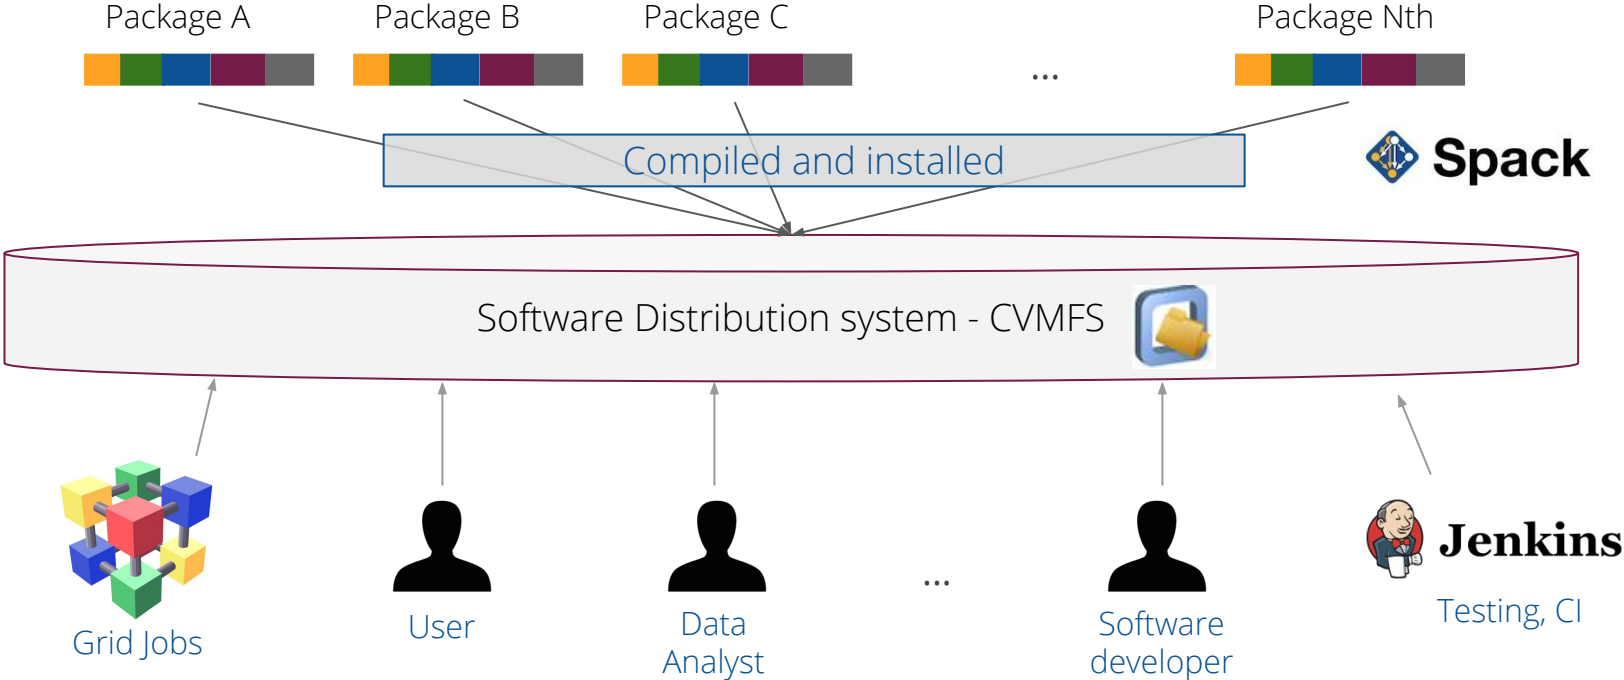 Package A
Package B
Package C
...
Package Nth
Compiled and installed
Spack
Software Distribution system - CVMFS
Grid Jobs
User
Data
Analyst
...
Software
developer
Jenkins
Testing, CI